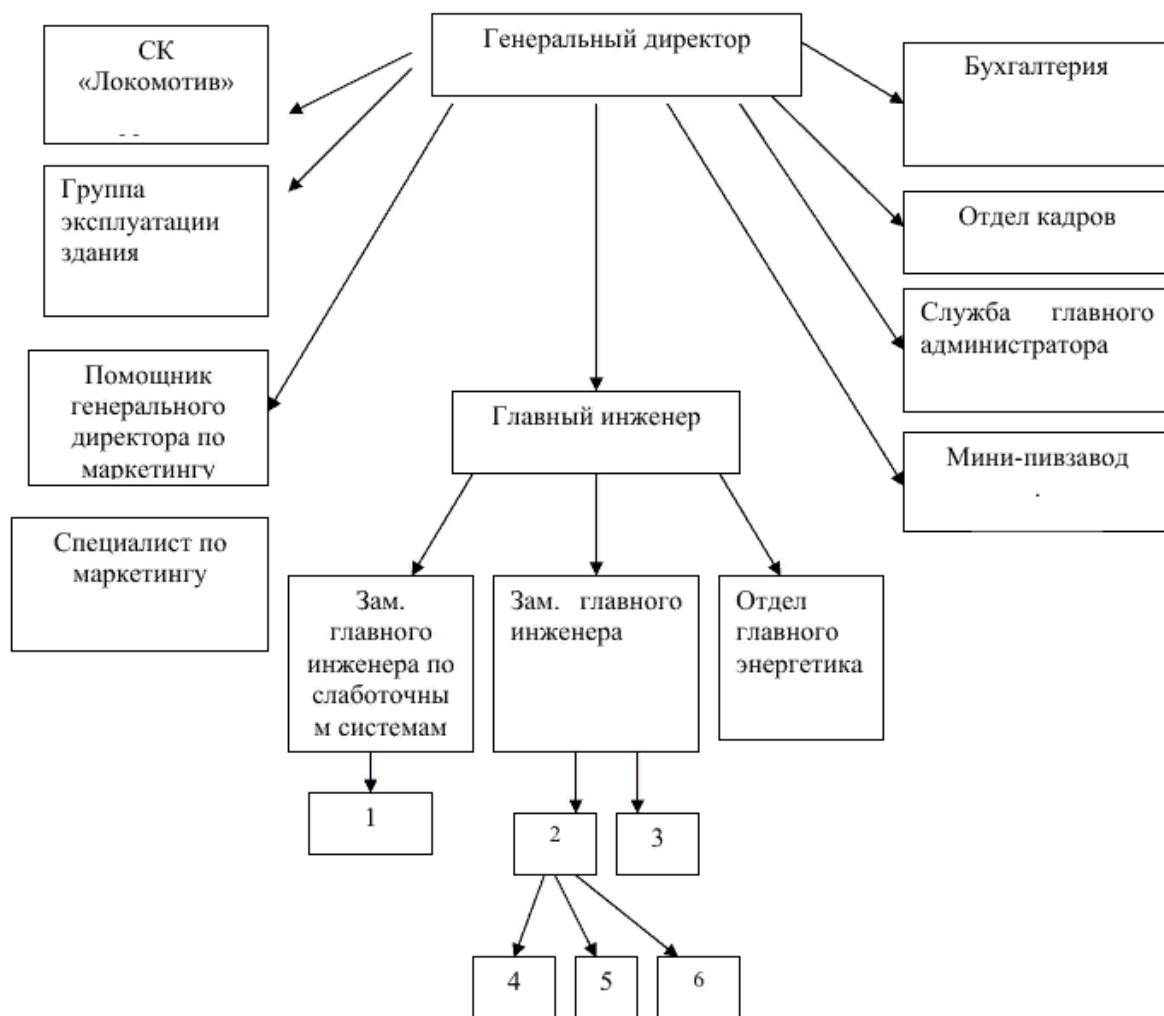 Генеральный директор
СК
«Локомотив»
Бухгалтерия
Группа
эксплуатации
здания
Отдел кадров
Служба главного
администратора
Помощник
генерального
директора по
маркетингу
Главный инженер
Мини-пивзавод
Специалист по
маркетингу
Зам.
главного
инженера по
слаботочны
м системам
Зам. главного
инженера
Отдел
главного
энергетика
1
2
3
4
5
6